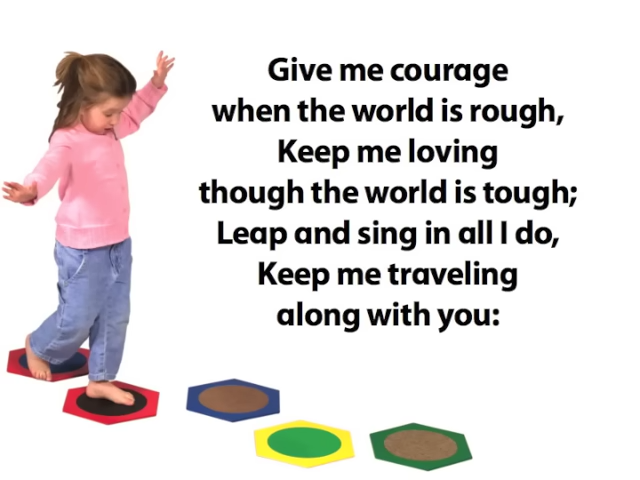 Give me courage
when the world is rough,
Keep me loving
though the world is tough;
Leap and sing in all I do,
Keep me traveling
along with you: